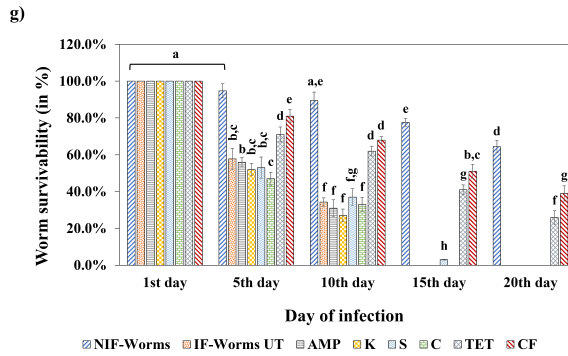 g)
120.0%
100.0%
80.0%
60.0%
40.0%
20.0%
0.0%
Worm survivability (in %)
a
b,c
b
b,c
b,c
c
d
e
a,e
f
f
f
f,g
f
d
d
e
h
g
b,c
d
f
g
1st day 5th day 10th day 15th day 20th day
Day of infection
NIF-Worms IF-Worms UT AMP K S C TET CF